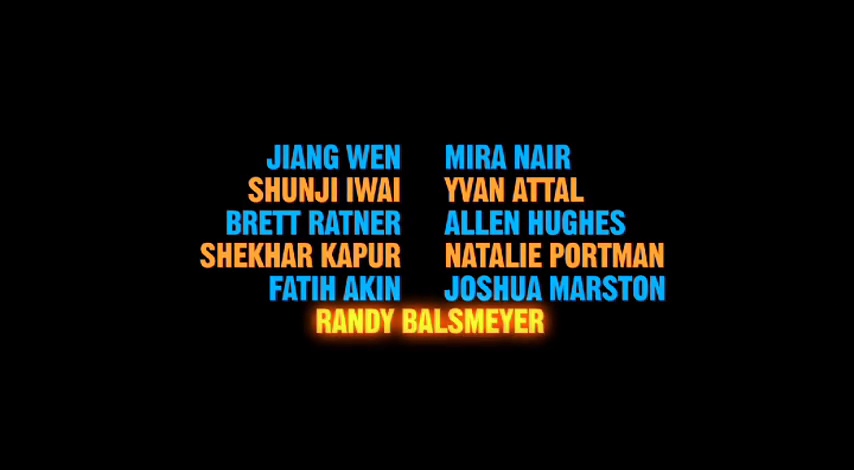 JIANG WEN MIRA NAIR
SHUNJI IWAI YVAN ATTAL
BRETT RATNER ALLEN HUGHES
SHEKHAR KAPUR NATALIE PORTMAN
FATIH AKIN JOSHUA MARSTON
RANDY BALSMEYER